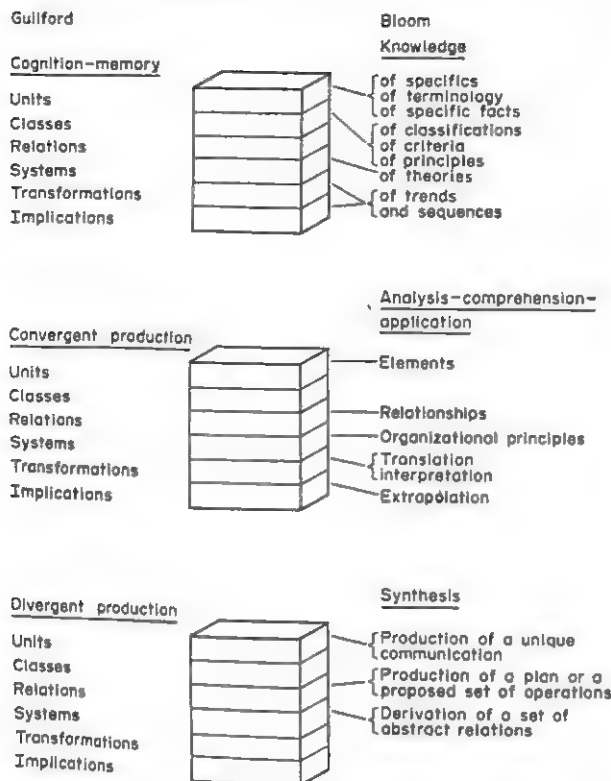 Guilford
Bloom
Knowledge
Cognition-memory
Units
Classes
Relations
Systems
Transformations
Implications
of specifics
of terminology
of specific facts
of classifications
of criteria
of principles
of theories
of trends
and sequences
Analysis-comprehension-
application
Convergent production
Units
Classes
Relations
Systems
Transformations
Implications
Elements
Relationships
Organizational principles
Translation
interpretation
Extrapolation
Synthesis
Divergent production
Units
Classes
Relations
Systems
Transformations
Implications
Production of a unique
communication
Production of a plan or a
proposed set of operations
Derivation of a set of
abstract relations